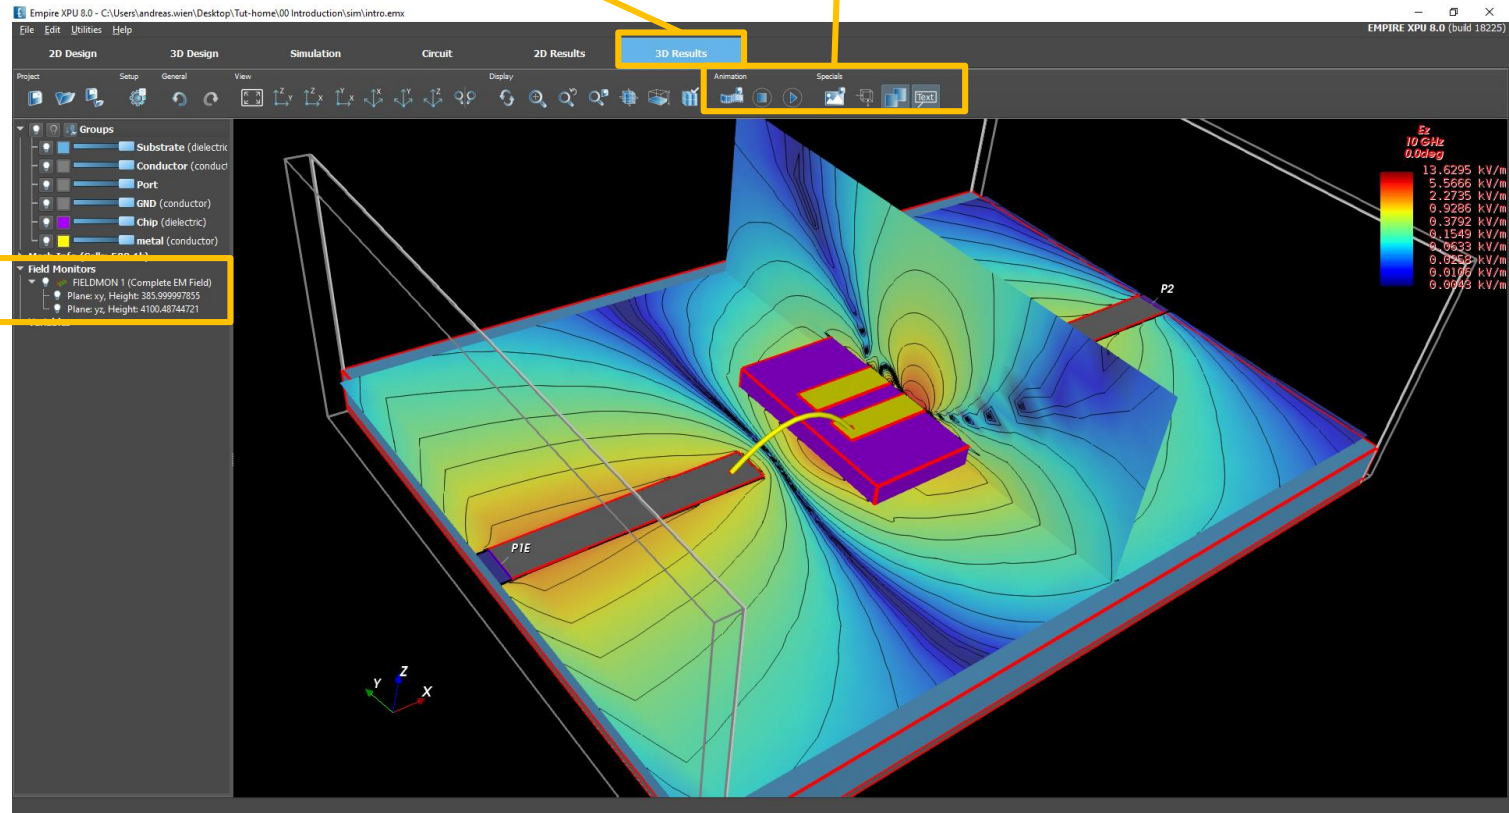 Empire XPU 8.0 - C:\Users\andreas.wien\Desktop\Tut-home\00 Introduction\sim\intro.emx
File Edit Utilities Help
EMPIRE XPU 8.0 (build 18225)
2D Design 3D Design Simulation Circuit 2D Results 3D Results
Project Setup General View Display Animation Specials
Z Y Z X Y X X Y Z Text
Groups
Substrate (dielectric
Conductor (conduct
Port
GND (conductor)
Chip (dielectric)
metal (conductor)
Field Monitors
FIELDMON 1 (Complete EM Field)
Plane: xy, Height: 385.999997855
Plane: yz, Height: 4100.48744721
Ez
10 GHz
0.0deg
13.6295 kV/m
5.5666 kV/m
2.2735 kV/m
0.9286 kV/m
0.3792 kV/m
0.1549 kV/m
0.0633 kV/m
0.0258 kV/m
0.0106 kV/m
0.0043 kV/m
P2
P1E
Z
Y
X